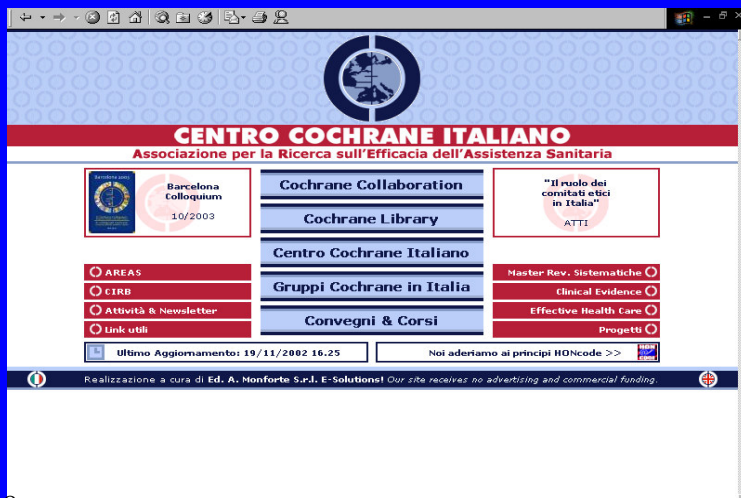 CENTRO COCHRANE ITALIANO
Associazione per la Ricerca sull'Efficacia dell'Assistenza Sanitaria
Barcelona 2003
Barcelona
Colloquium
10/2003
Cochrane Collaboration
Cochrane Library
Centro Cochrane Italiano
Gruppi Cochrane in Italia
Convegni & Corsi
"Il ruolo dei
comitati etici
in Italia"
ATTI
AREAS
CIRB
Attività & Newsletter
Link utili
Master Rev. Sistematiche
Clinical Evidence
Effective Health Care
Progetti
Ultimo Aggiornamento: 19/11/2002 16.25
Noi aderiamo ai principi HONcode >>
Realizzazione a cura di Ed. A. Monforte S.r.l. E-Solutions! Our site receives no advertising and commercial funding.